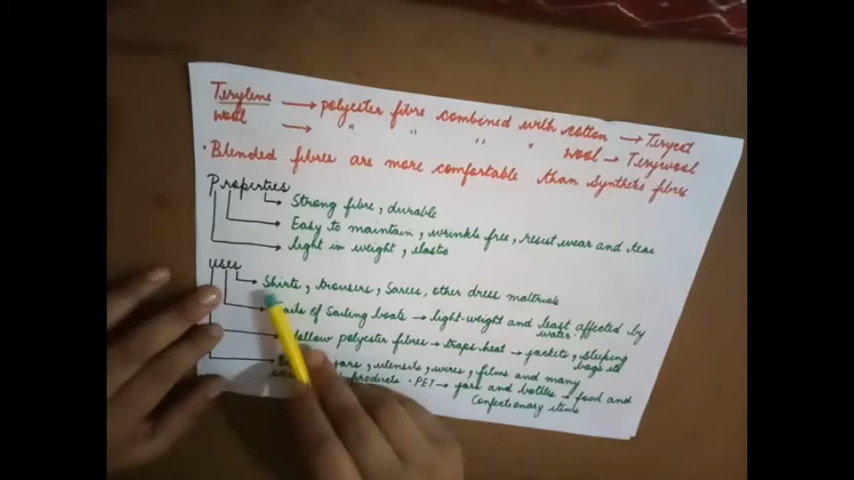 Terylene → polyester fibre combined with cotton → Terycot
wool → " " " " wool → Terywool
• Blended fibres are more comfortable than synthetic fibres
Properties
Strong fibre, durable
Easy to maintain, wrinkle free, resist wear and tear
light in weight, elastic
Uses
Shirts, trousers, Sarees, other dress materials
Sails of Sailing boats → light-weight and least affected by water
Hollow polyester fibres → traps heat → jackets, sleeping bags etc
jars, utensils, wires, films and many
products • PET → jars and bottles → food and
Confectionary items